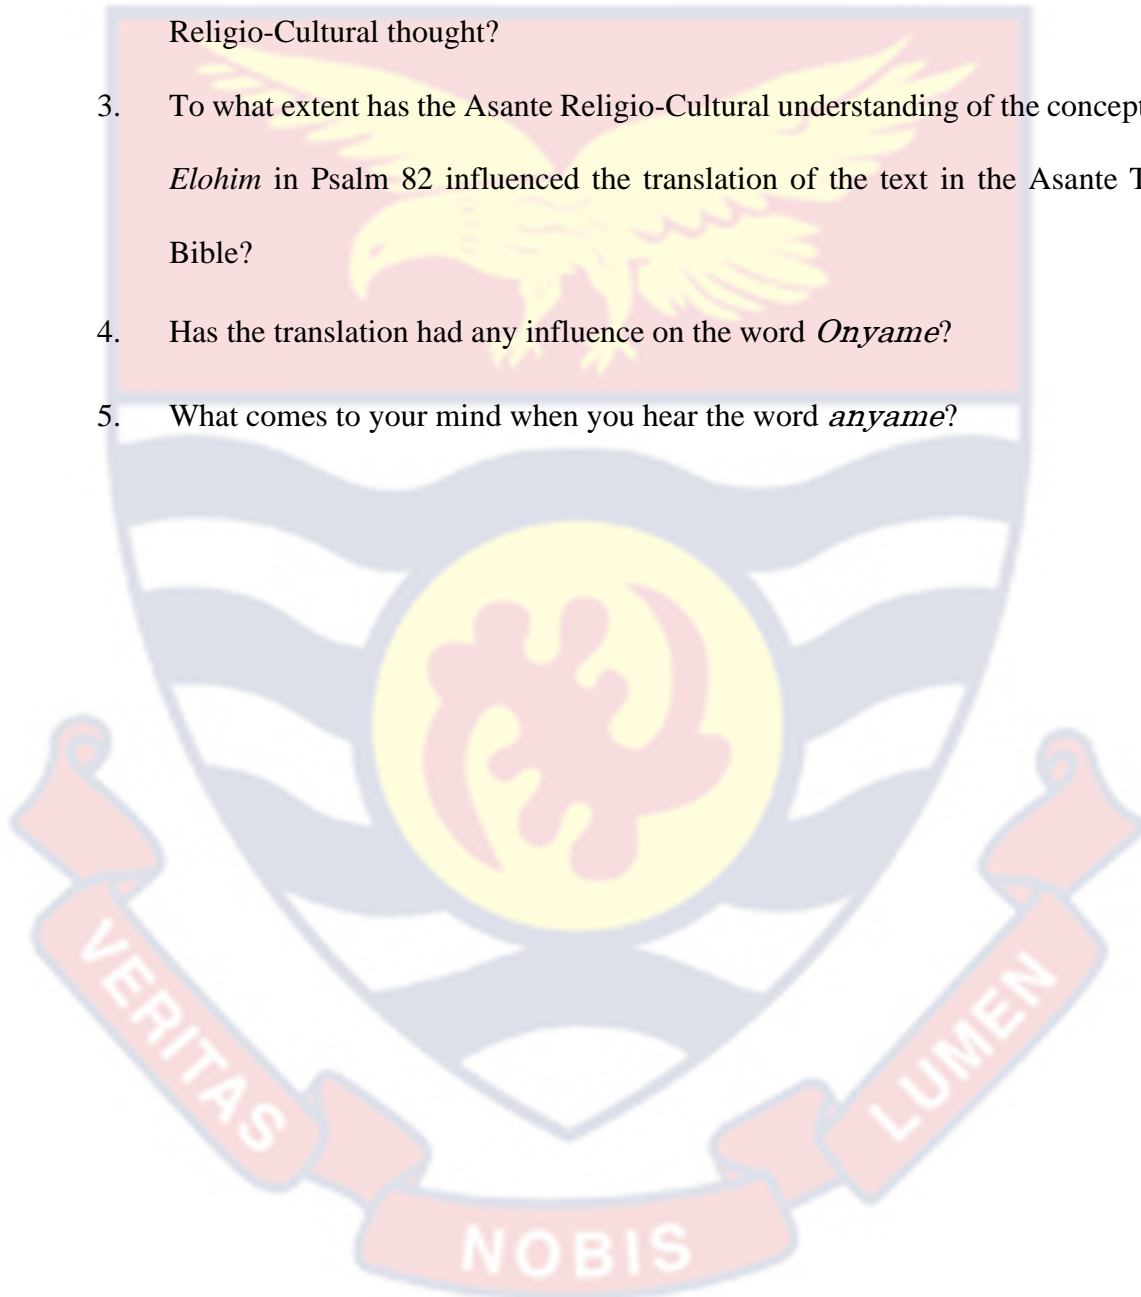 Religio-Cultural thought?
3. To what extent has the Asante Religio-Cultural understanding of the concept
Elohim in Psalm 82 influenced the translation of the text in the Asante
Bible?
4. Has the translation had any influence on the word Onyame?
5. What comes to your mind when you hear the word anyame?
VERITAS
NOBIS
LUMEN